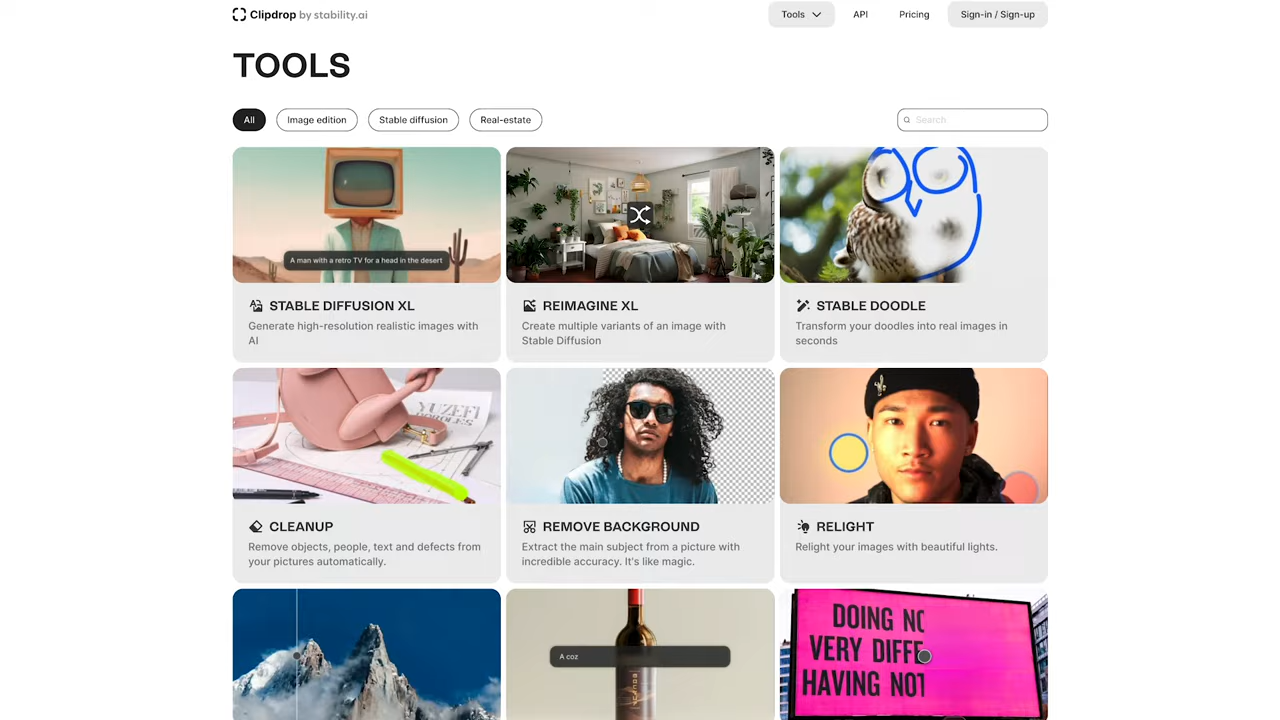 Clipdrop by stability.ai
Tools
API
Pricing
Sign-in / Sign-up
TOOLS
All
Image edition
Stable diffusion
Real-estate
Search
A man with a retro TV for a head in the desert
STABLE DIFFUSION XL
Generate high-resolution realistic images with
AI
REIMAGINE XL
Create multiple variants of an image with
Stable Diffusion
STABLE DOODLE
Transform your doodles into real images in
seconds
YUZEFI
CLEANUP
Remove objects, people, text and defects from
your pictures automatically.
REMOVE BACKGROUND
Extract the main subject from a picture with
incredible accuracy. It's like magic.
RELIGHT
Relight your images with beautiful lights.
A coz
DOING NO
VERY DIFFE
HAVING NOT